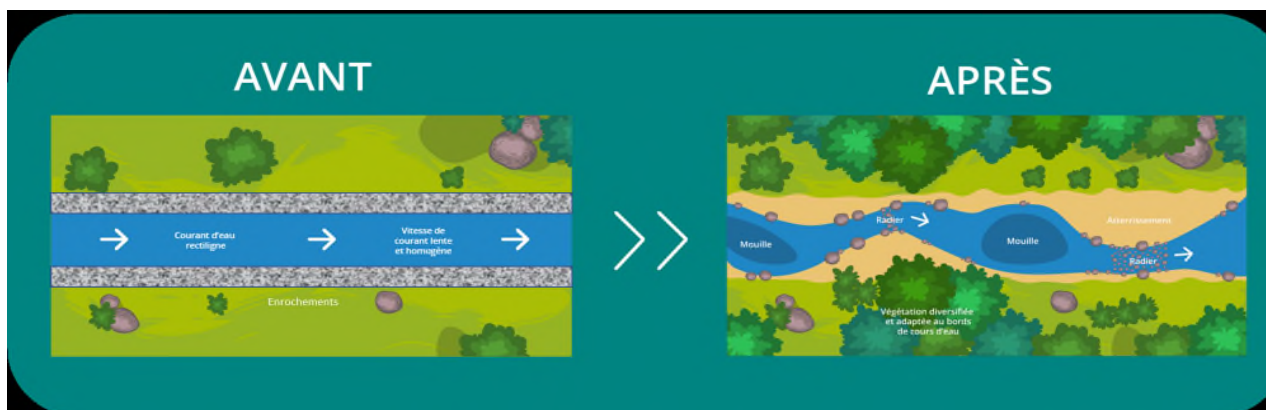 AVANT
Courant d'eau
rectiligne
Vitesse de
courant lente
et homogène
Enrochements
APRÈS
Mouille
Radier
Mouille
Atterrissement
Radier
Végétation diversifiée
et adaptée au bords
de cours d'eau